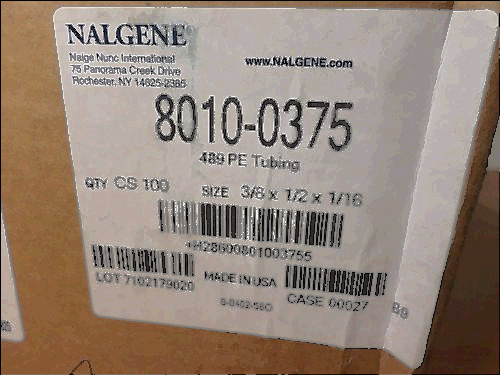 NALGENE
Nalge Nunc International
75 Panorama Creek Drive
Rochester, NY 14625-2385
www.NALGENE.com
8010-0375
489 PE Tubing
QTY CS 100 SIZE 3/8 x 1/2 x 1/16
+H28600801003755
LOT 7102179020
MADE IN USA
CASE 00027